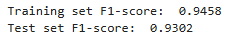 Training set F1-score:  0.9458
Test set F1-score:  0.9302